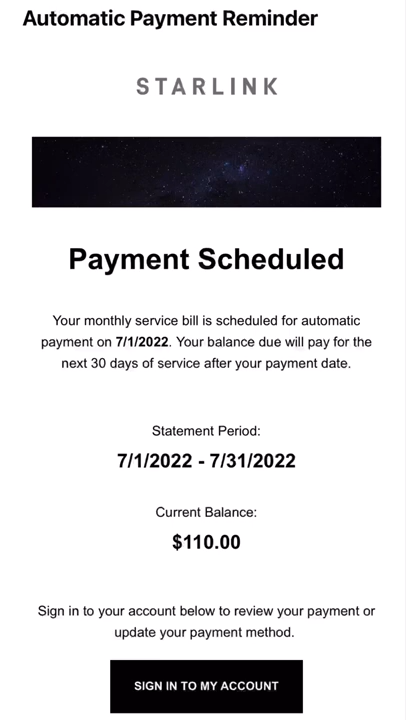 Automatic Payment Reminder
STARLINK
Payment Scheduled
Your monthly service bill is scheduled for automatic
payment on 7/1/2022. Your balance due will pay for the
next 30 days of service after your payment date.
Statement Period:
7/1/2022 - 7/31/2022
Current Balance:
$110.00
Sign in to your account below to review your payment or
update your payment method.
SIGN IN TO MY ACCOUNT